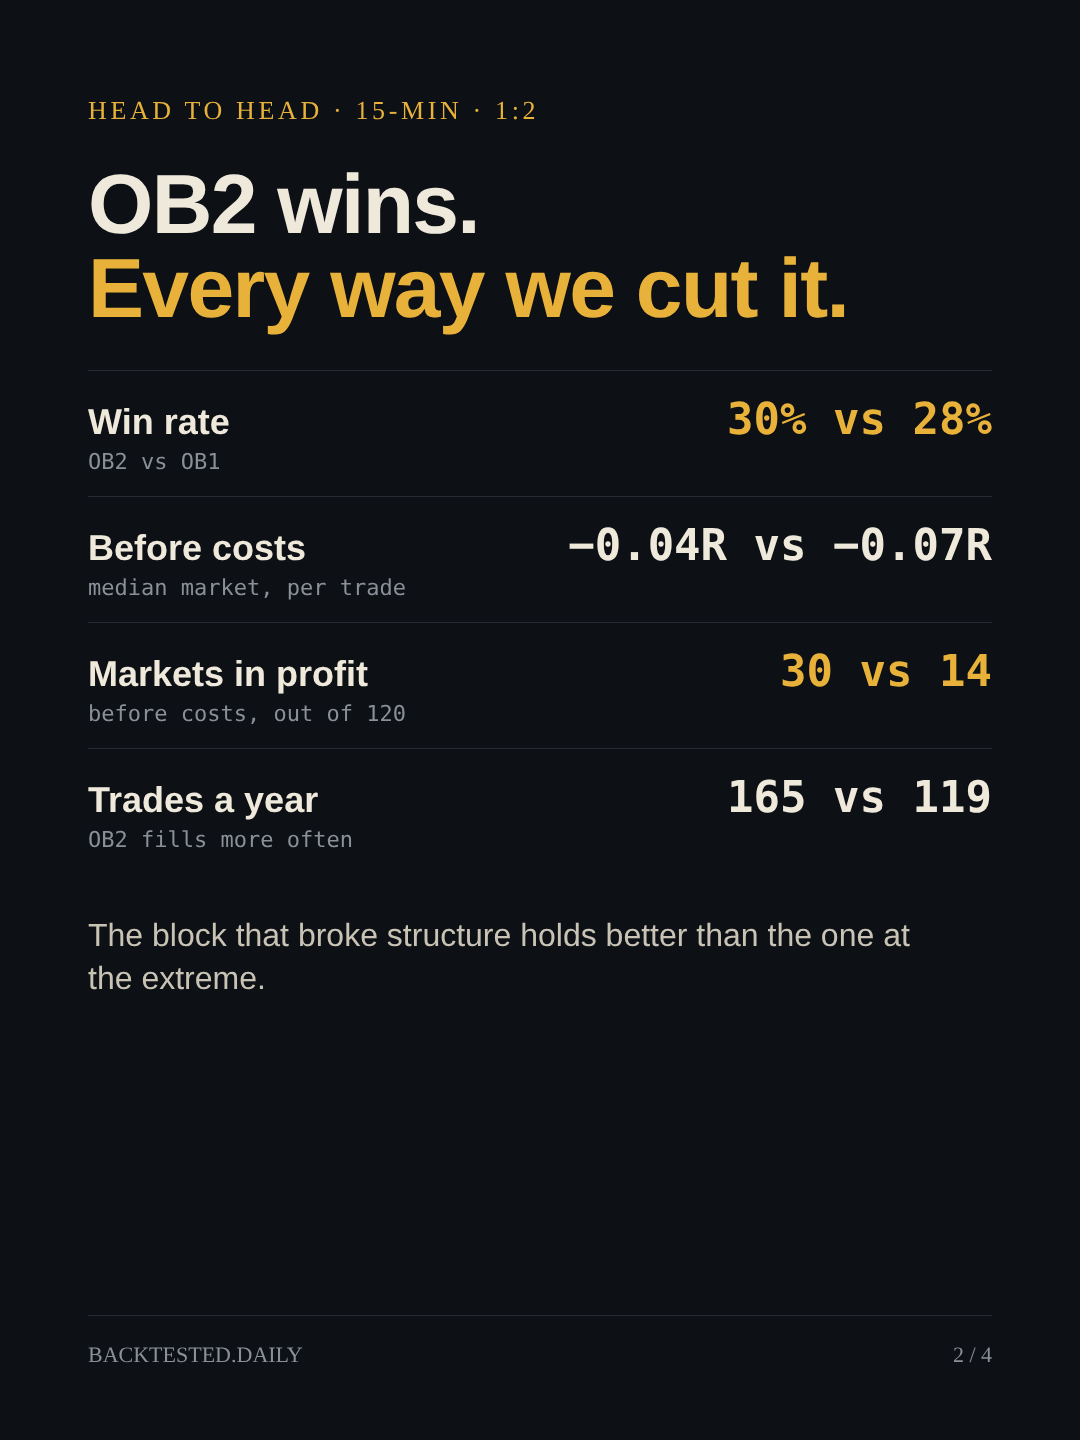 HEAD TO HEAD · 15-MIN · 1:2
OB2 wins.
Every way we cut it.
Win rate 30% vs 28%
OB2 vs OB1
Before costs −0.04R vs −0.07R
median market, per trade
Markets in profit 30 vs 14
before costs, out of 120
Trades a year 165 vs 119
OB2 fills more often
The block that broke structure holds better than the one at
the extreme.
BACKTESTED.DAILY 2 / 4